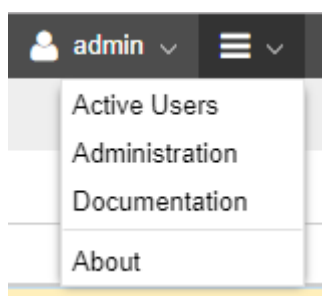 admin
Active Users
Administration
Documentation
About